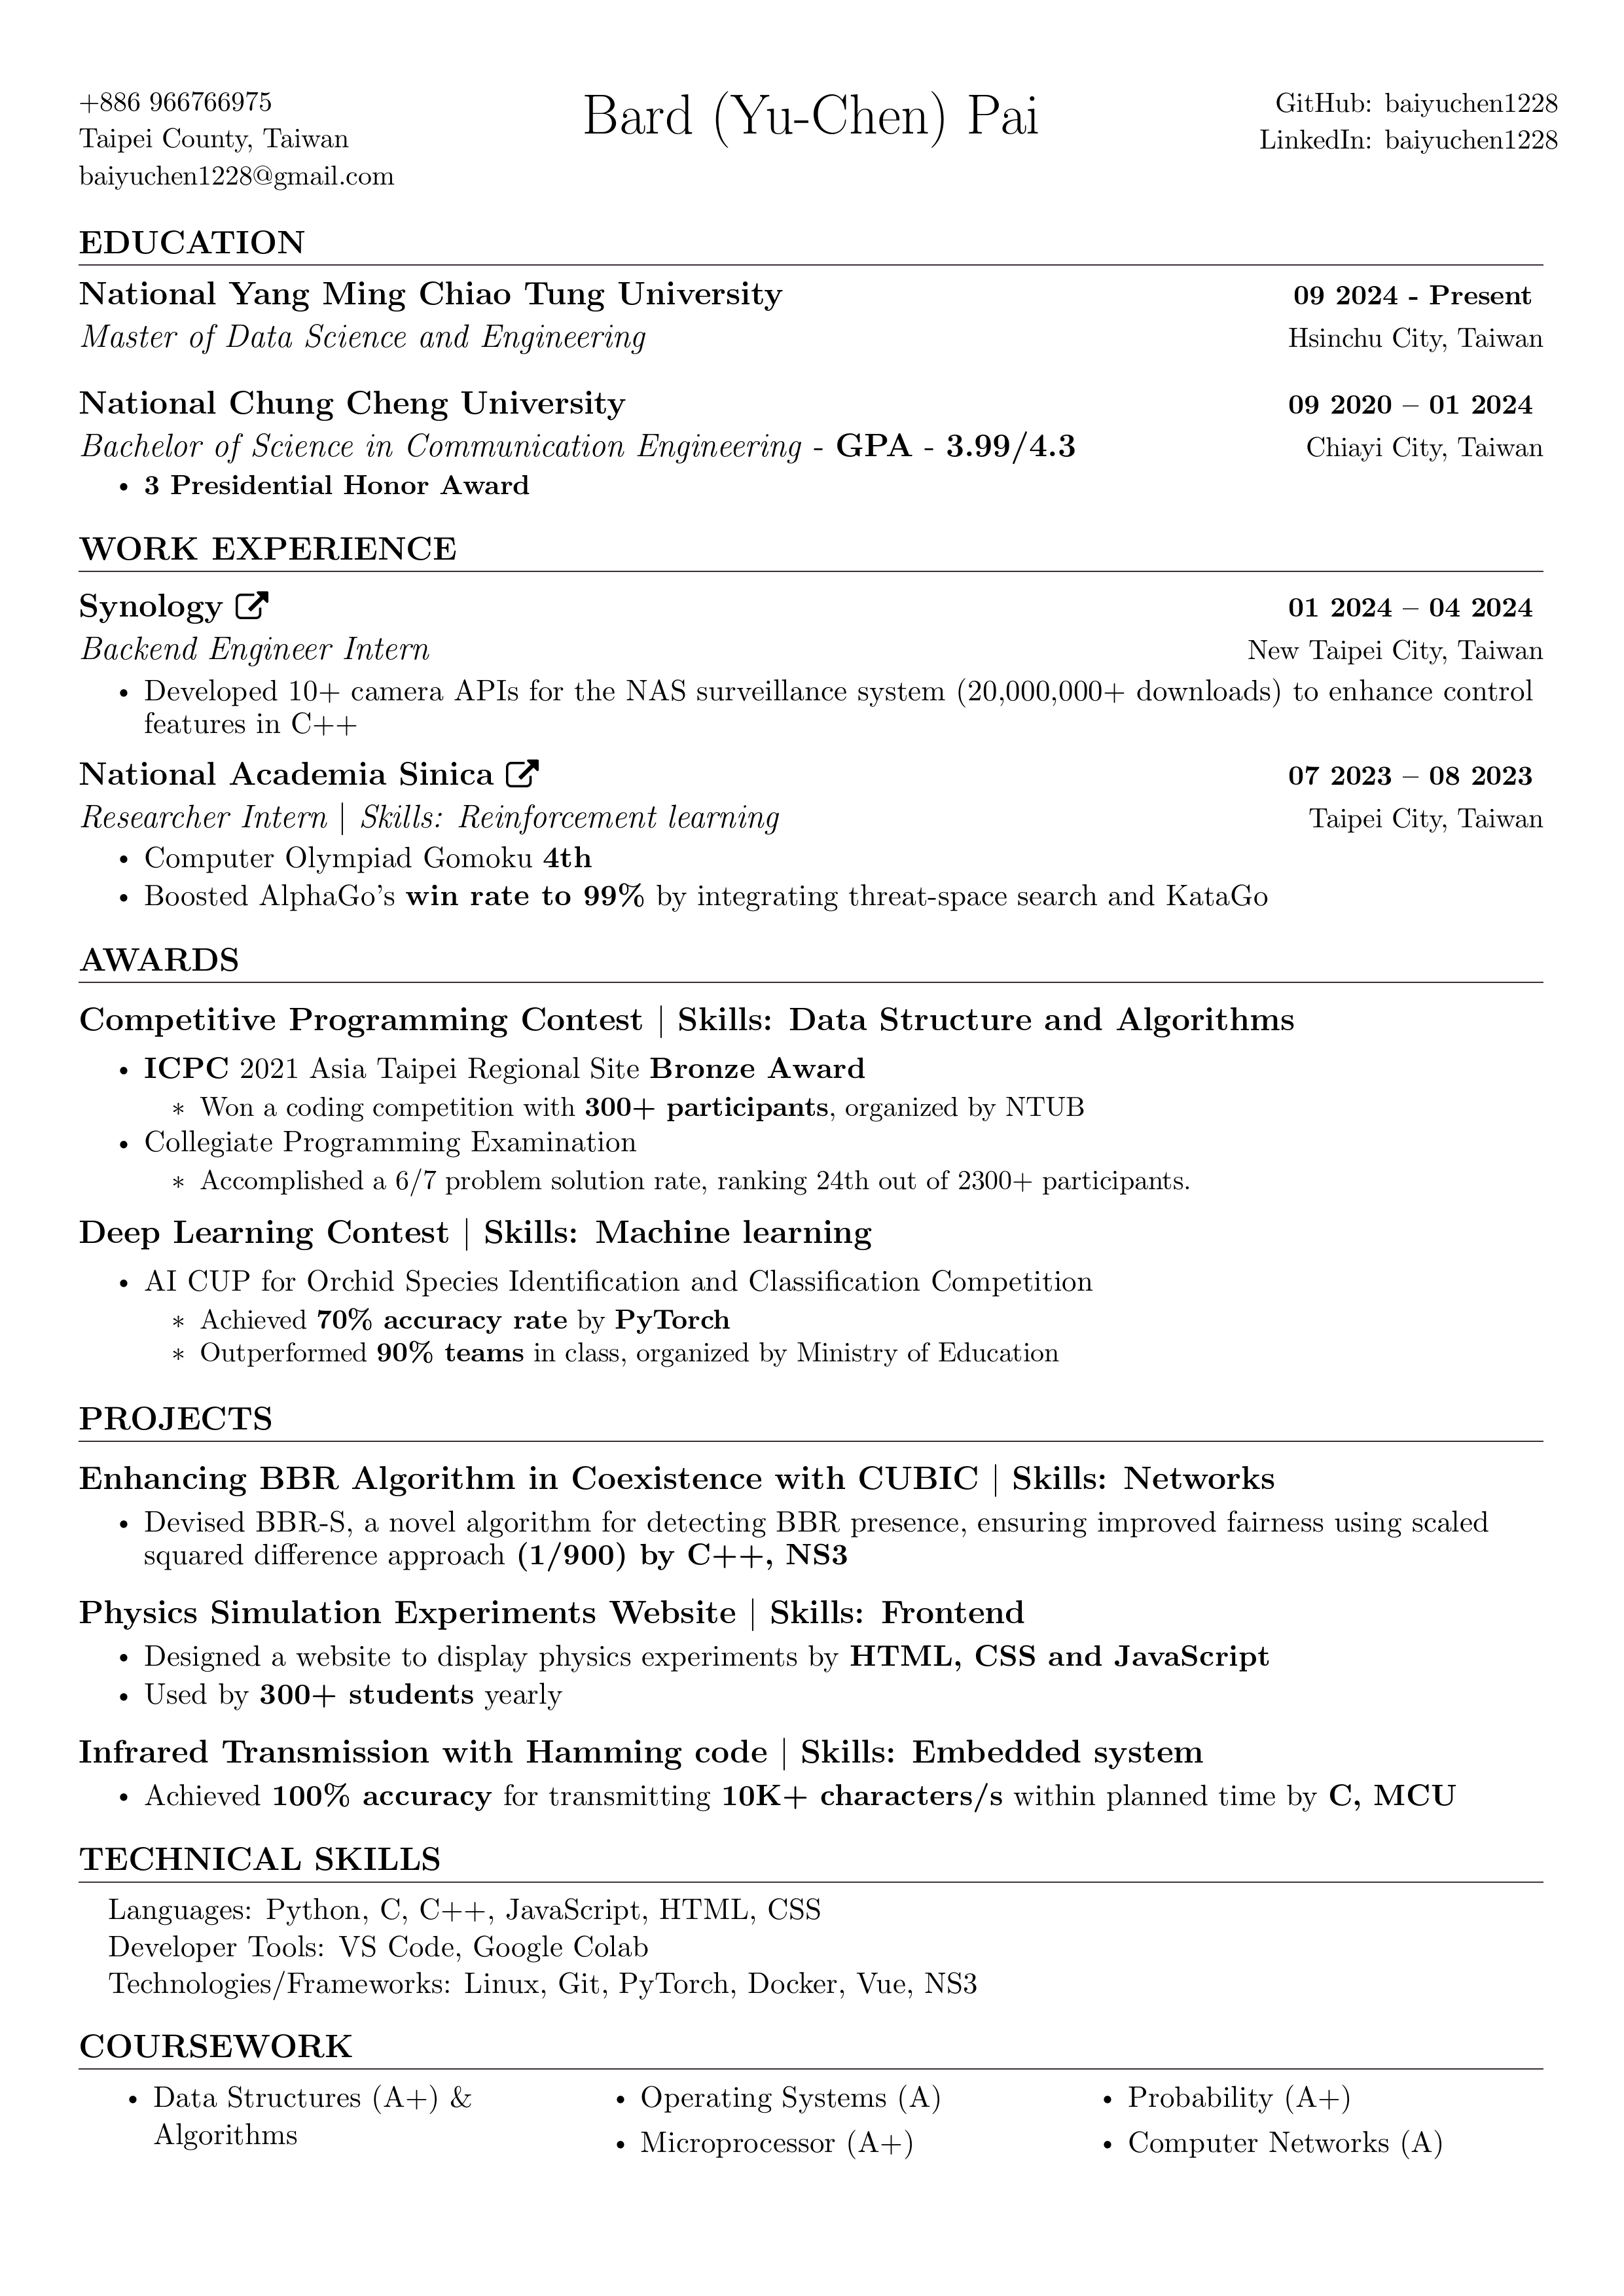 +886 966766975
Taipei County, Taiwan
baiyuchen1228@gmail.com
Bard (Yu-Chen) Pai
GitHub: baiyuchen1228
LinkedIn: baiyuchen1228
EDUCATION
National Yang Ming Chiao Tung University 09 2024 - Present
Master of Data Science and Engineering Hsinchu City, Taiwan
National Chung Cheng University 09 2020 – 01 2024
Bachelor of Science in Communication Engineering - GPA - 3.99/4.3 Chiayi City, Taiwan
• 3 Presidential Honor Award
WORK EXPERIENCE
Synology 01 2024 – 04 2024
Backend Engineer Intern New Taipei City, Taiwan
• Developed 10+ camera APIs for the NAS surveillance system (20,000,000+ downloads) to enhance control
features in C++
National Academia Sinica 07 2023 – 08 2023
Researcher Intern | Skills: Reinforcement learning Taipei City, Taiwan
• Computer Olympiad Gomoku 4th
• Boosted AlphaGo's win rate to 99% by integrating threat-space search and KataGo
AWARDS
Competitive Programming Contest | Skills: Data Structure and Algorithms
• ICPC 2021 Asia Taipei Regional Site Bronze Award
∗ Won a coding competition with 300+ participants, organized by NTUB
• Collegiate Programming Examination
∗ Accomplished a 6/7 problem solution rate, ranking 24th out of 2300+ participants.
Deep Learning Contest | Skills: Machine learning
• AI CUP for Orchid Species Identification and Classification Competition
∗ Achieved 70% accuracy rate by PyTorch
∗ Outperformed 90% teams in class, organized by Ministry of Education
PROJECTS
Enhancing BBR Algorithm in Coexistence with CUBIC | Skills: Networks
• Devised BBR-S, a novel algorithm for detecting BBR presence, ensuring improved fairness using scaled
squared difference approach (1/900) by C++, NS3
Physics Simulation Experiments Website | Skills: Frontend
• Designed a website to display physics experiments by HTML, CSS and JavaScript
• Used by 300+ students yearly
Infrared Transmission with Hamming code | Skills: Embedded system
• Achieved 100% accuracy for transmitting 10K+ characters/s within planned time by C, MCU
TECHNICAL SKILLS
Languages: Python, C, C++, JavaScript, HTML, CSS
Developer Tools: VS Code, Google Colab
Technologies/Frameworks: Linux, Git, PyTorch, Docker, Vue, NS3
COURSEWORK
• Data Structures (A+) &
Algorithms
• Operating Systems (A)
• Microprocessor (A+)
• Probability (A+)
• Computer Networks (A)